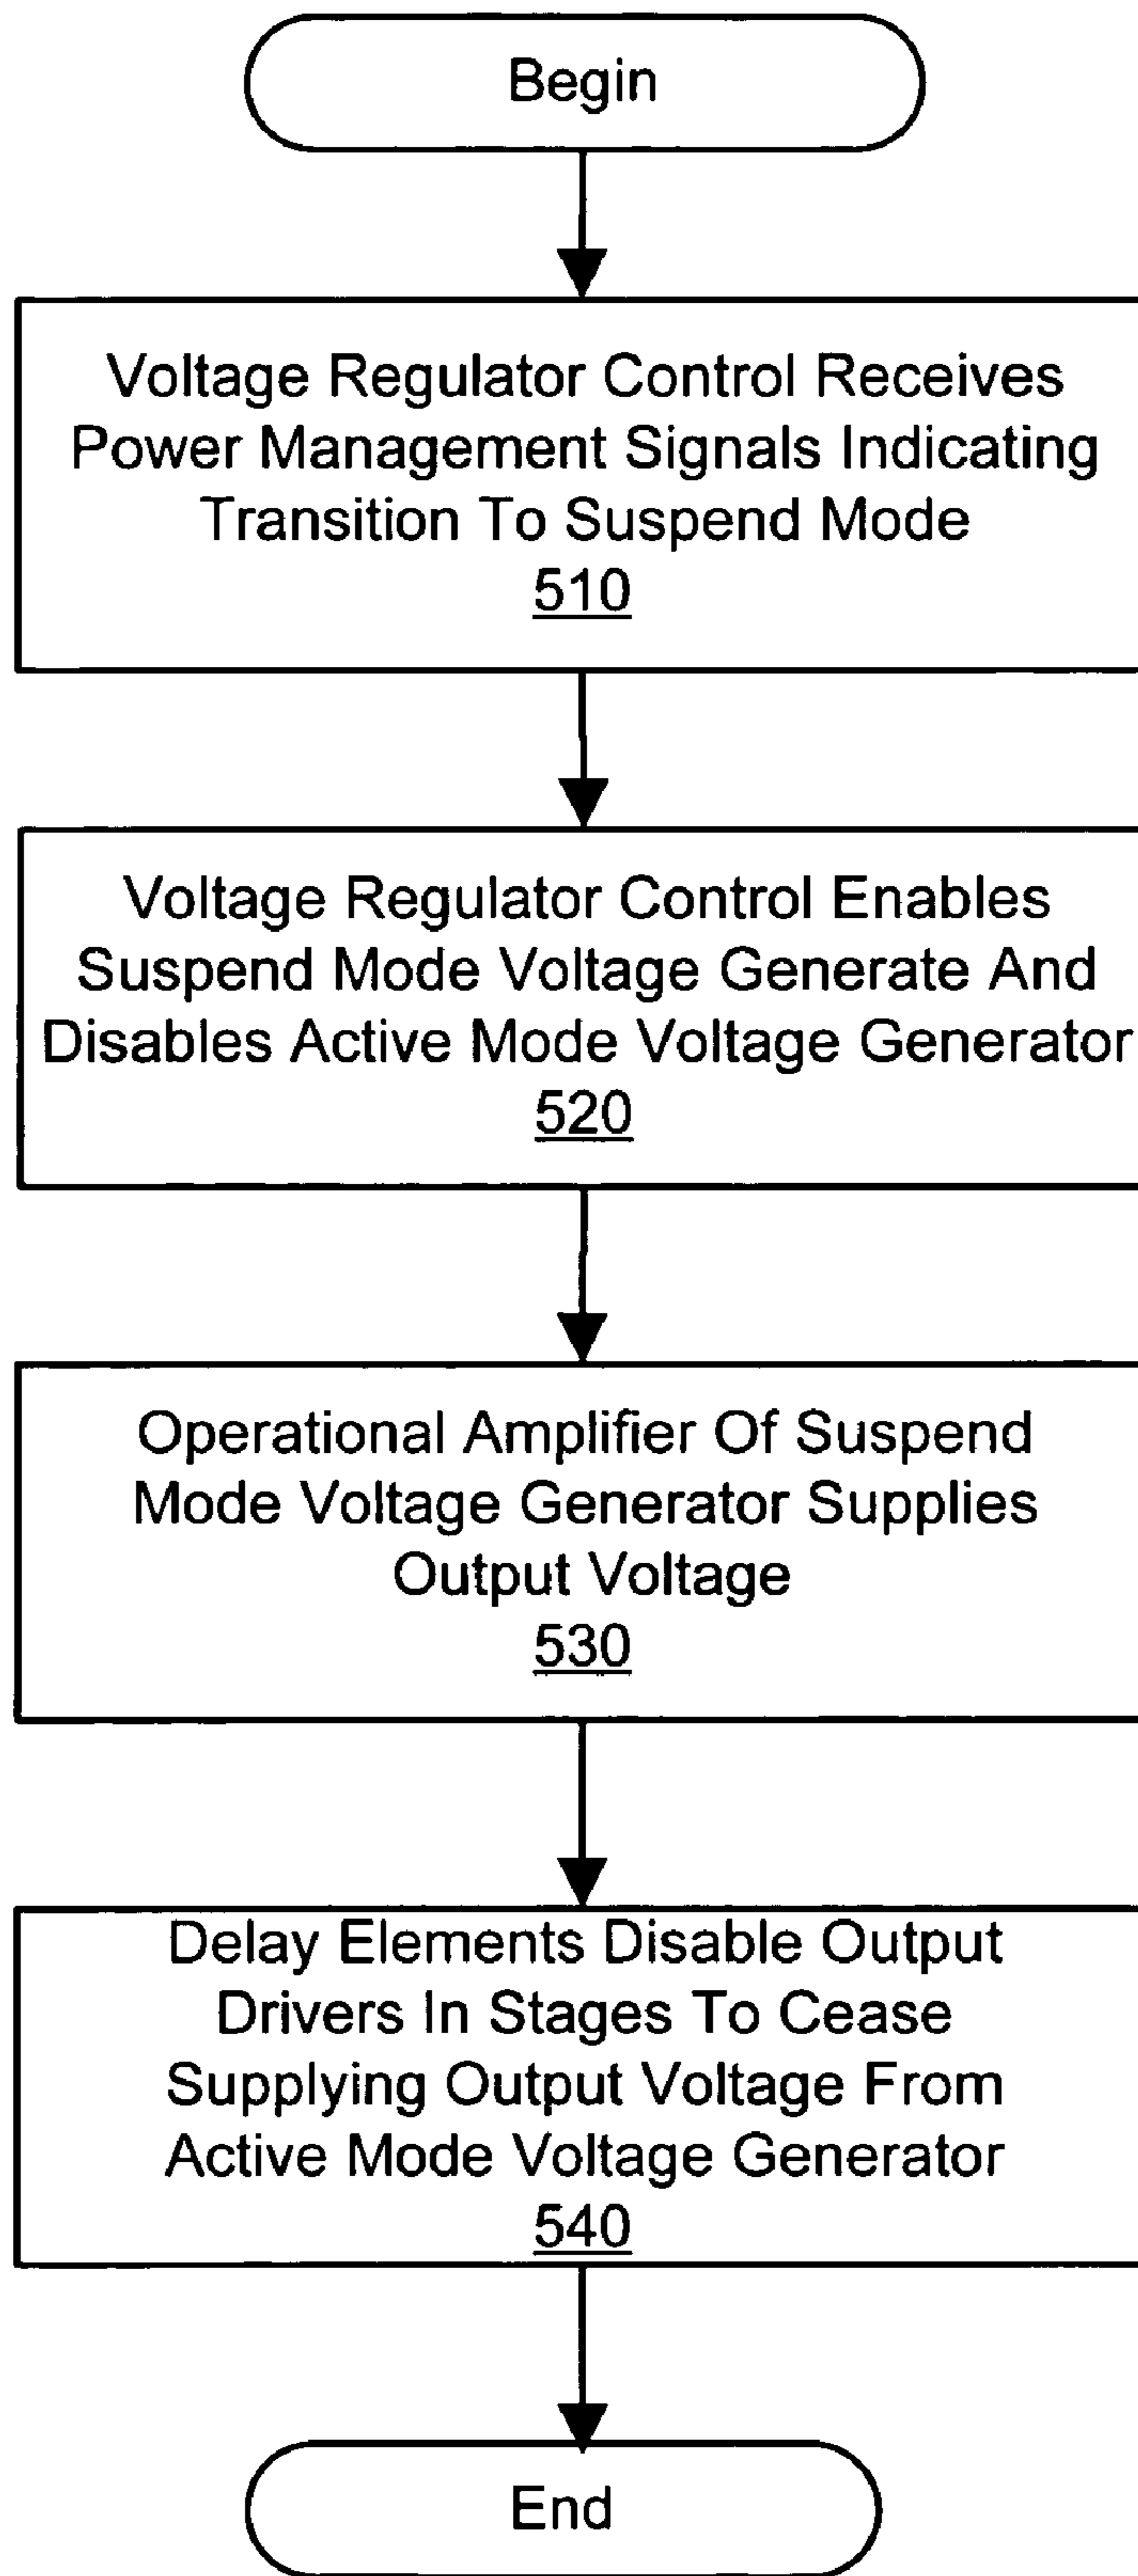 Begin
Voltage Regulator Control Receives
Power Management Signals Indicating
Transition To Suspend Mode
510
Voltage Regulator Control Enables
Suspend Mode Voltage Generate And
Disables Active Mode Voltage Generator
520
Operational Amplifier Of Suspend
Mode Voltage Generator Supplies
Output Voltage
530
Delay Elements Disable Output
Drivers In Stages To Cease
Supplying Output Voltage From
Active Mode Voltage Generator
540
End